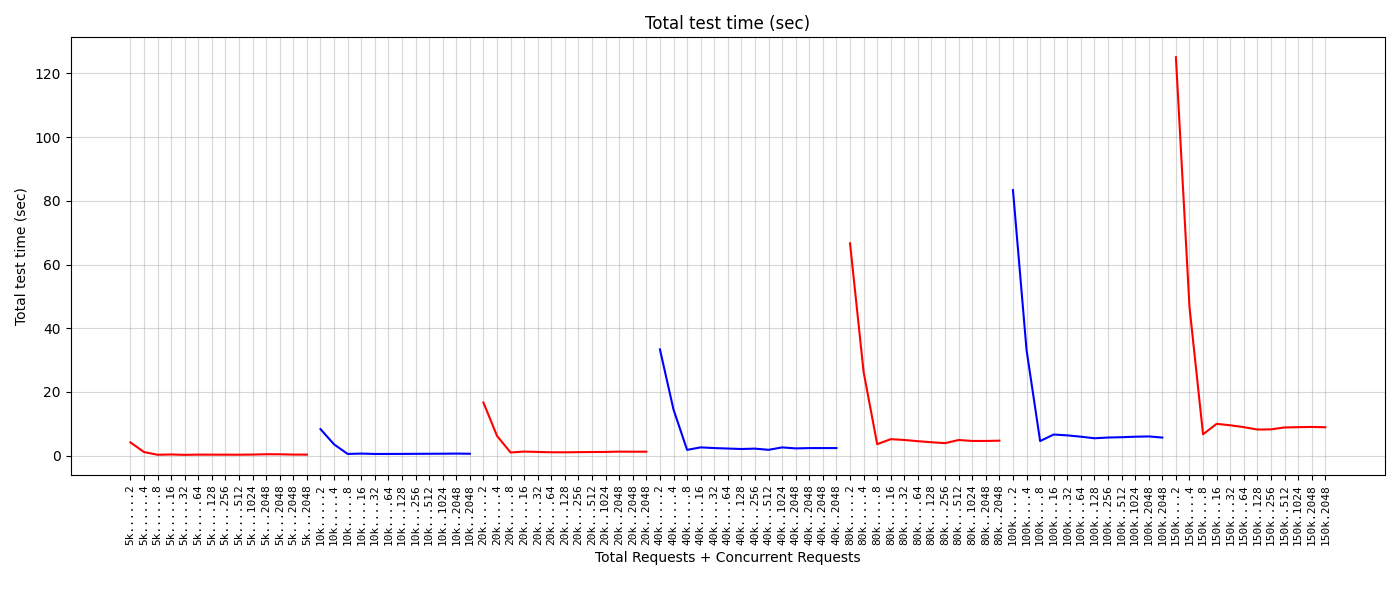 Total test time (sec)
Total test time (sec)
120
100
80
60
40
20
0
5k......2
5k......4
5k......8
5k.....16
5k.....32
5k.....64
5k....128
5k....256
5k....512
5k...1024
5k...2048
5k...2048
5k...2048
5k...2048
10k.....2
10k.....4
10k.....8
10k....16
10k....32
10k....64
10k...128
10k...256
10k...512
10k..1024
10k..2048
10k..2048
20k.....2
20k.....4
20k.....8
20k....16
20k....32
20k....64
20k...128
20k...256
20k...512
20k..1024
20k..2048
20k..2048
20k..2048
40k.....2
40k.....4
40k.....8
40k....16
40k....32
40k....64
40k...128
40k...256
40k...512
40k..1024
40k..2048
40k..2048
40k..2048
40k..2048
80k.....2
80k.....4
80k.....8
80k....16
80k....32
80k....64
80k...128
80k...256
80k...512
80k..1024
80k..2048
80k..2048
100k....2
100k....4
100k....8
100k...16
100k...32
100k...64
100k..128
100k..256
100k..512
100k.1024
100k.2048
100k.2048
150k....2
150k....4
150k....8
150k...16
150k...32
150k...64
150k..128
150k..256
150k..512
150k.1024
150k.2048
150k.2048
Total Requests + Concurrent Requests